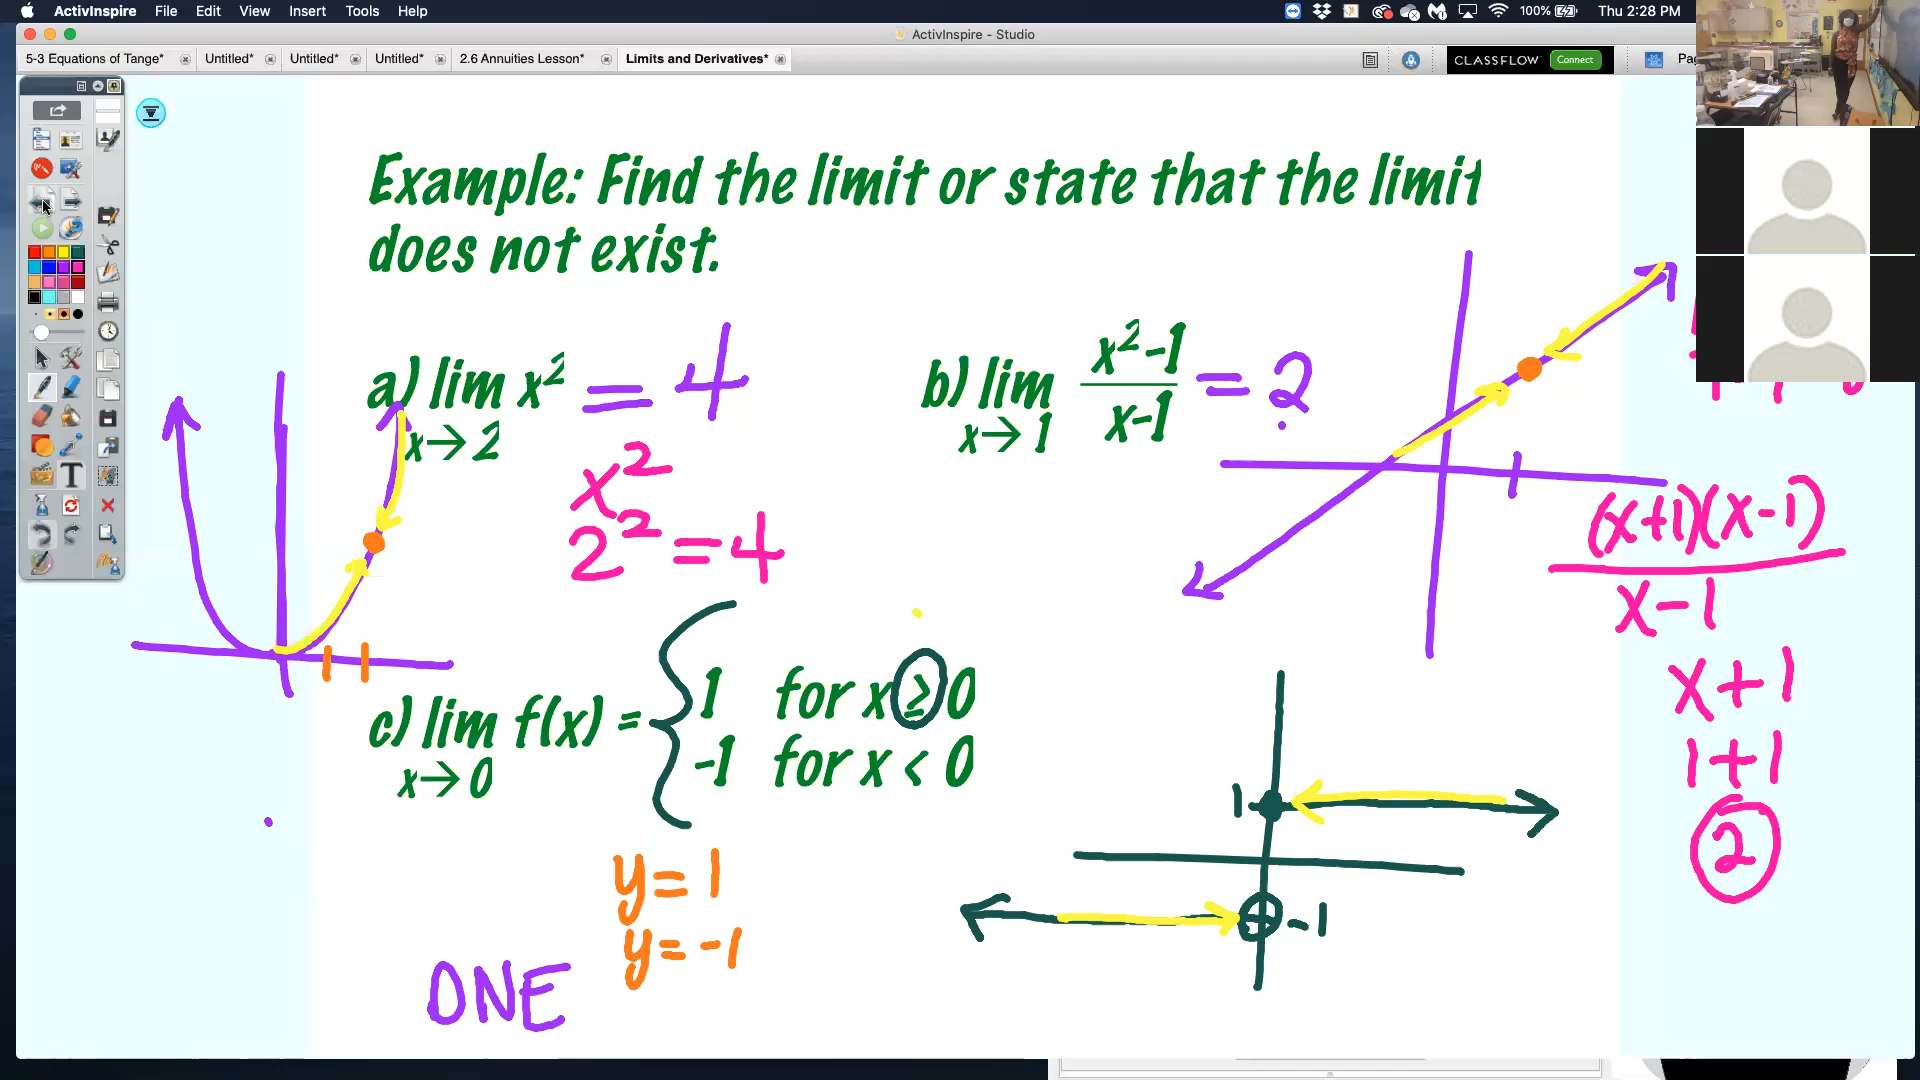 ActivInspire File Edit View Insert Tools Help 100% Thu 2:28 PM
ActivInspire - Studio
5-3 Equations of Tange* Untitled* Untitled* Untitled* 2.6 Annuities Lesson* Limits and Derivatives* CLASSFLOW Connect
Example: Find the limit or state that the limit
does not exist.
a) lim x² = 4
x→2
x²
2² = 4
b) lim x²-1 / x-1 = 2
x→1
(x+1)(x-1)
x-1
x+1
1+1
2
c) lim f(x) = { 1 for x ≥ 0
x→0 -1 for x < 0
y = 1
y = -1
DNE
1
-1